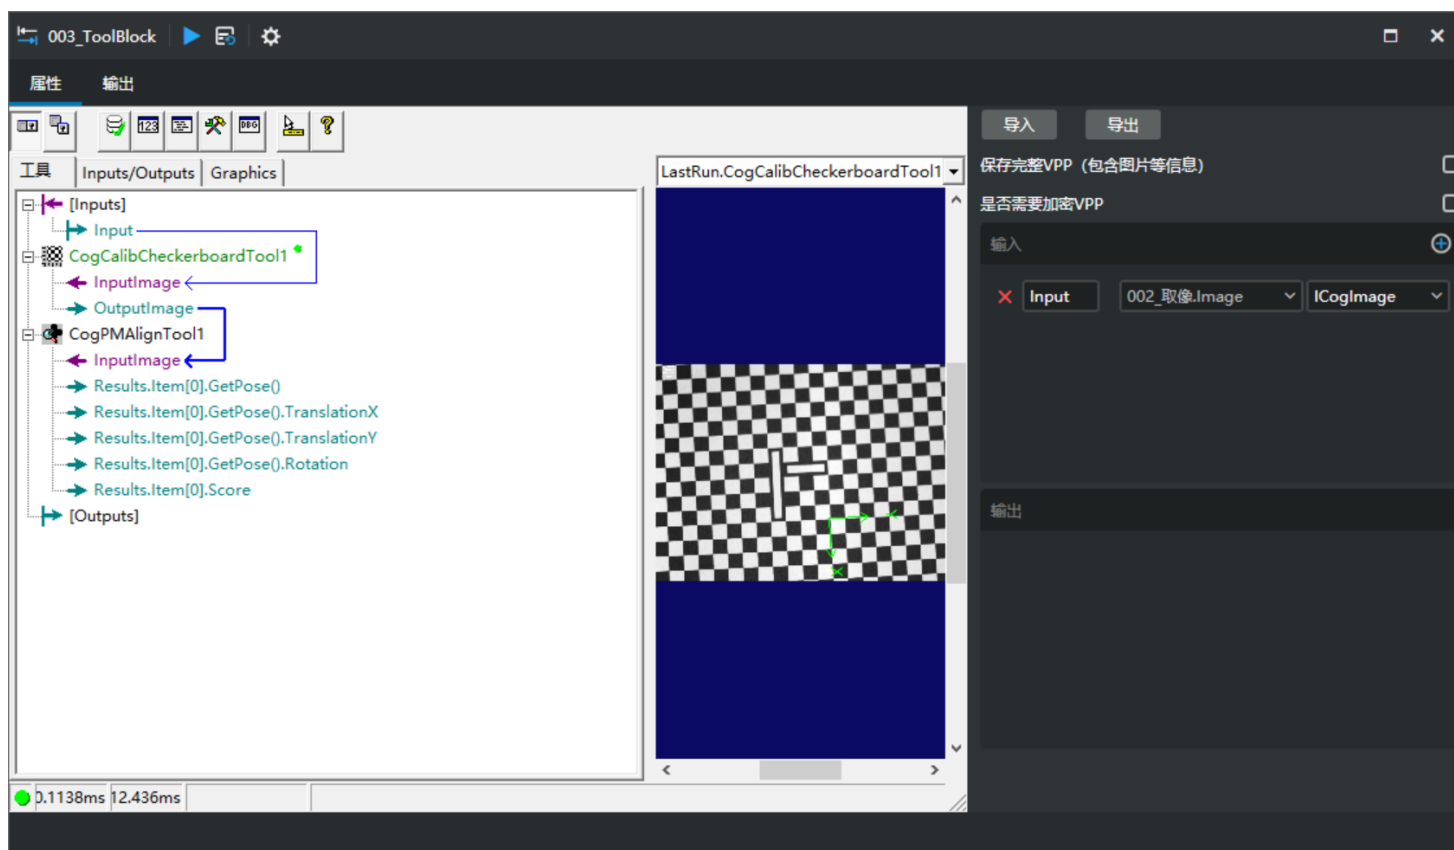 003_ToolBlock
属性 输出
导入 导出
工具 Inputs/Outputs Graphics
LastRun.CogCalibCheckerboardTool1
保存完整VPP（包含图片等信息）
是否需要加密VPP
[Inputs]
Input
CogCalibCheckerboardTool1
InputImage
OutputImage
CogPMAlignTool1
InputImage
Results.Item[0].GetPose()
Results.Item[0].GetPose().TranslationX
Results.Item[0].GetPose().TranslationY
Results.Item[0].GetPose().Rotation
Results.Item[0].Score
[Outputs]
输入
Input 002_取像.Image ICogImage
输出
0.1138ms 12.436ms